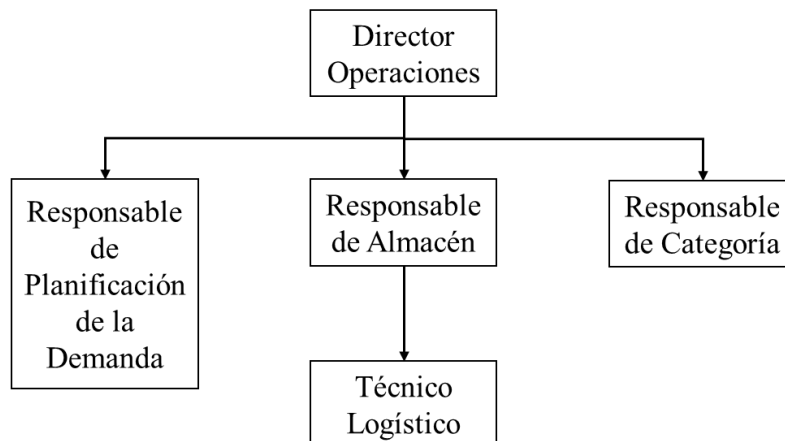 Director
Operaciones
Responsable
de
Planificación
de la
Demanda
Responsable
de Almacén
Responsable
de Categoría
Técnico
Logístico